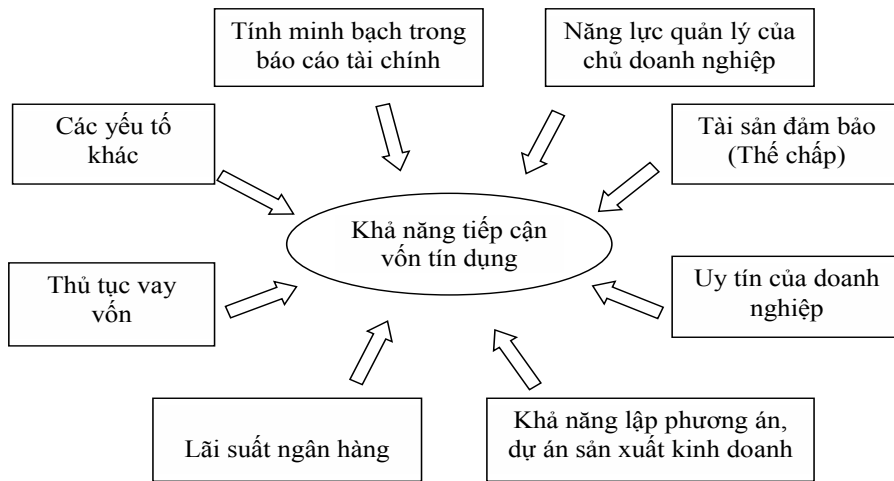 Tính minh bạch trong
báo cáo tài chính
Năng lực quản lý của
chủ doanh nghiệp
Các yếu tố
khác
Tài sản đảm bảo
(Thế chấp)
Khả năng tiếp cận
vốn tín dụng
Thủ tục vay
vốn
Uy tín của doanh
nghiệp
Lãi suất ngân hàng
Khả năng lập phương án,
dự án sản xuất kinh doanh